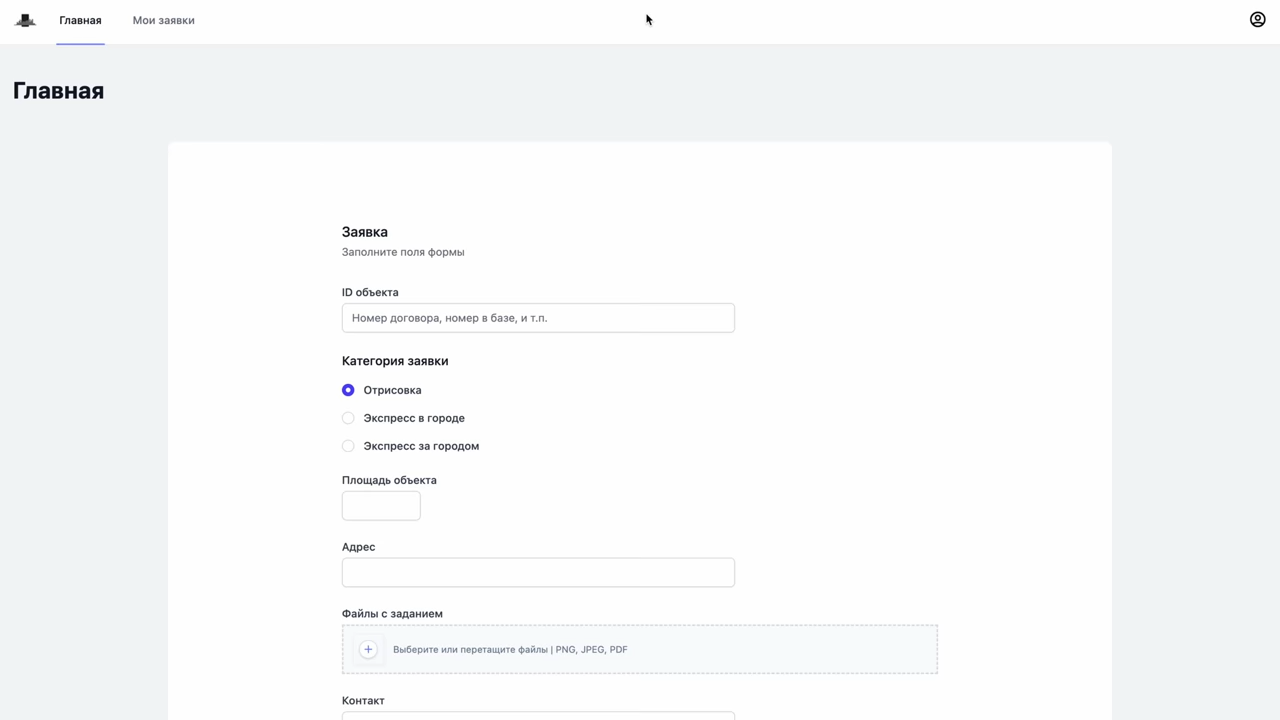 Главная
Мои заявки
Главная
Заявка
Заполните поля формы
ID объекта
Номер договора, номер в базе, и т.п.
Категория заявки
Отрисовка
Экспресс в городе
Экспресс за городом
Площадь объекта
Адрес
Файлы с заданием
Выберите или перетащите файлы | PNG, JPEG, PDF
Контакт